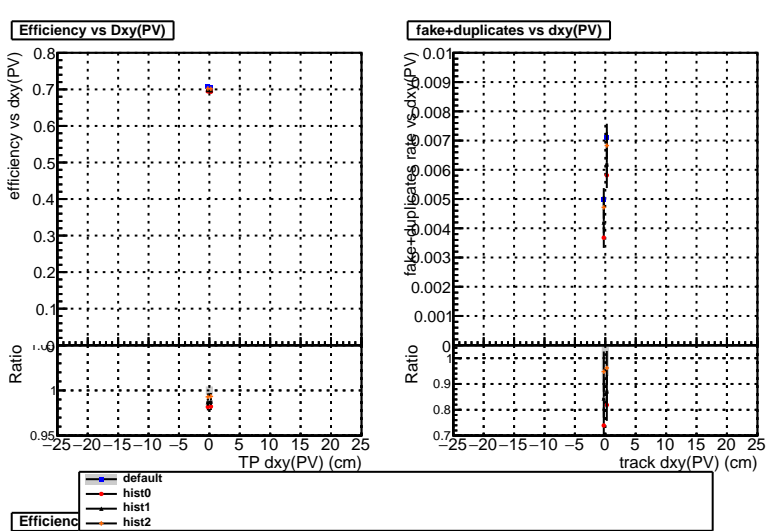 Efficiency vs Dxy(PV)
fake+duplicates vs dxy(PV)
efficiency vs dxy(PV)
0.8
0.7
0.6
0.5
0.4
0.3
0.2
0.1
0
fake+duplicates rate vs dxy(PV)
0.01
0.009
0.008
0.007
0.006
0.005
0.004
0.003
0.002
0.001
0
Ratio
1
0.95
−25 −20 −15 −10 −5 0 5 10 15 20 25
TP dxy(PV) (cm)
Ratio
1
0.9
0.8
0.7
−25 −20 −15 −10 −5 0 5 10 15 20 25
track dxy(PV) (cm)
default
hist0
hist1
hist2
Efficienc